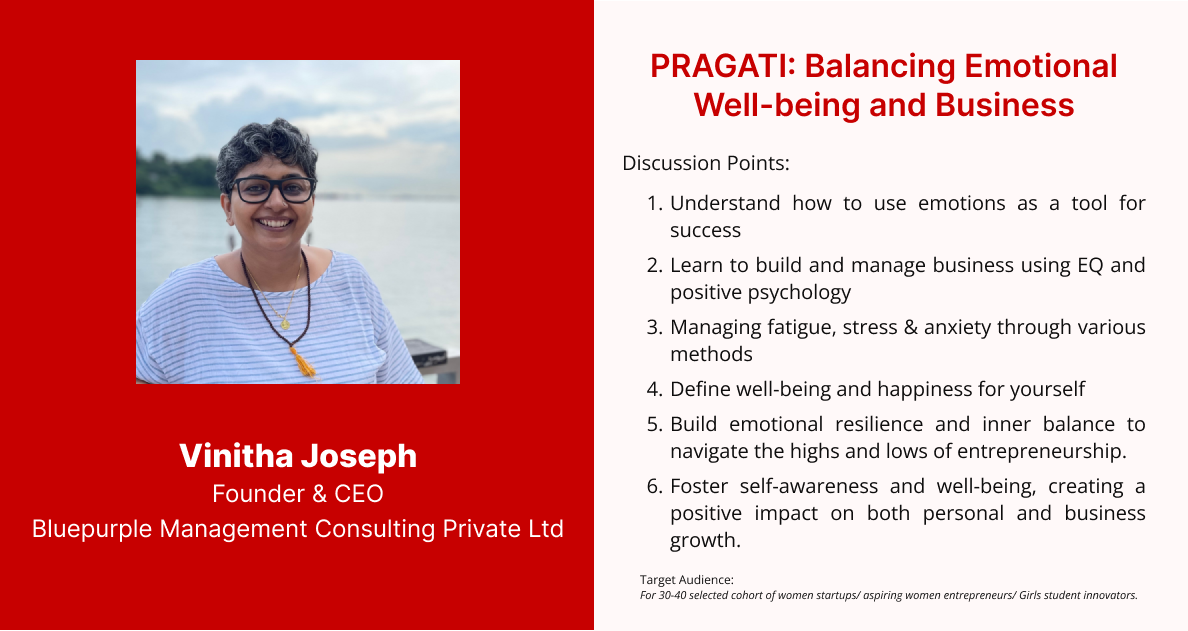 Vinitha Joseph
Founder & CEO
Bluepurple Management Consulting Private Ltd
PRAGATI: Balancing Emotional
Well-being and Business
Discussion Points:
1. Understand how to use emotions as a tool for
success
2. Learn to build and manage business using EQ and
positive psychology
3. Managing fatigue, stress & anxiety through various
methods
4. Define well-being and happiness for yourself
5. Build emotional resilience and inner balance to
navigate the highs and lows of entrepreneurship.
6. Foster self-awareness and well-being, creating a
positive impact on both personal and business
growth.
Target Audience:
For 30-40 selected cohort of women startups/ aspiring women entrepreneurs/ Girls student innovators.